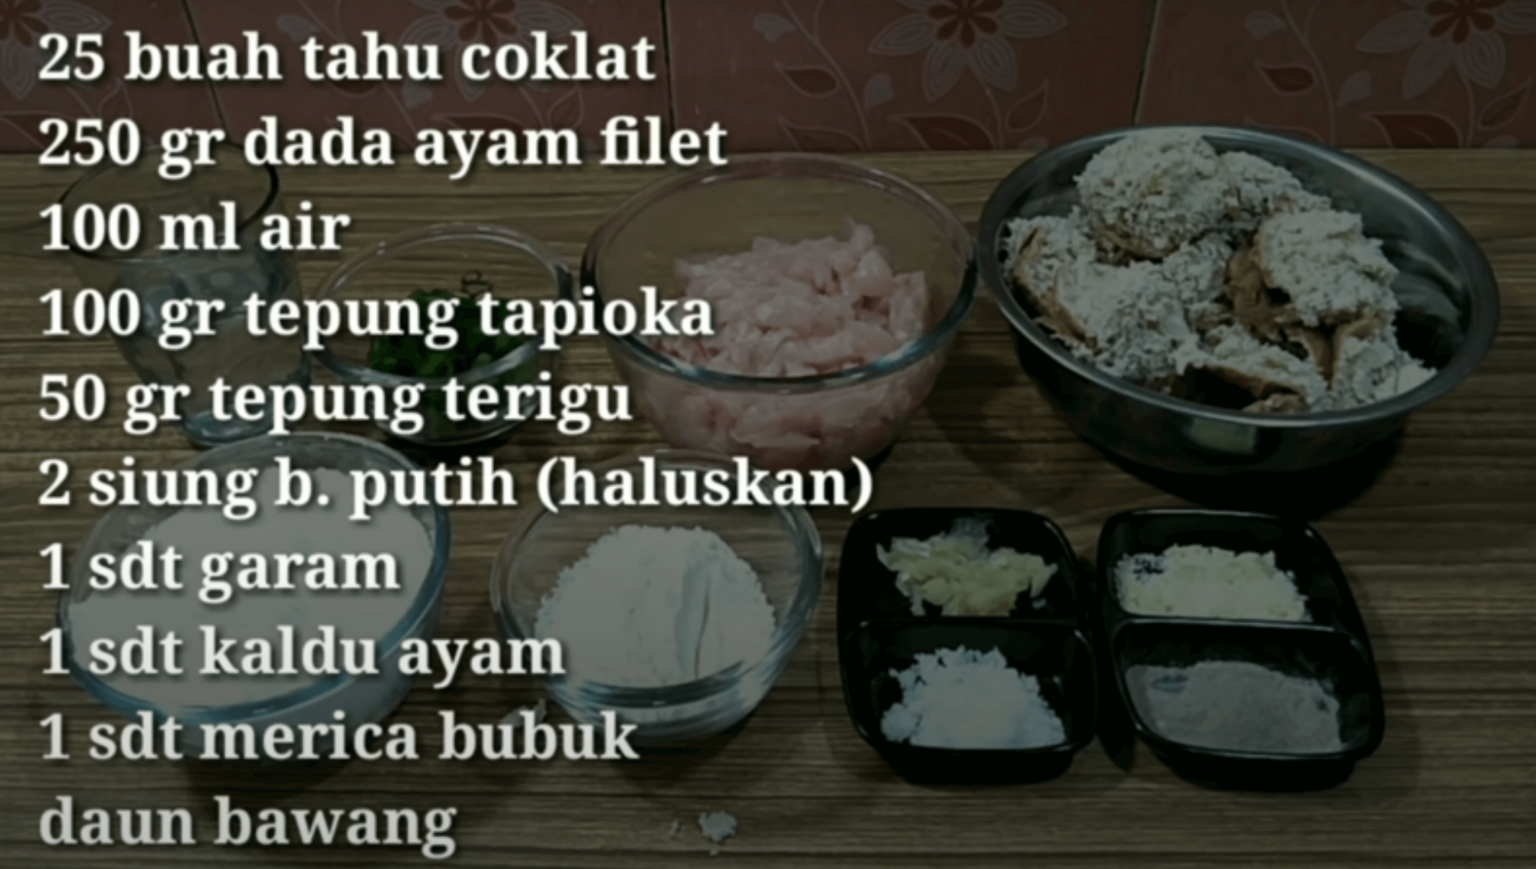 25 buah tahu coklat
250 gr dada ayam filet
100 ml air
100 gr tepung tapioka
50 gr tepung terigu
2 siung b. putih (haluskan)
1 sdt garam
1 sdt kaldu ayam
1 sdt merica bubuk
daun bawang